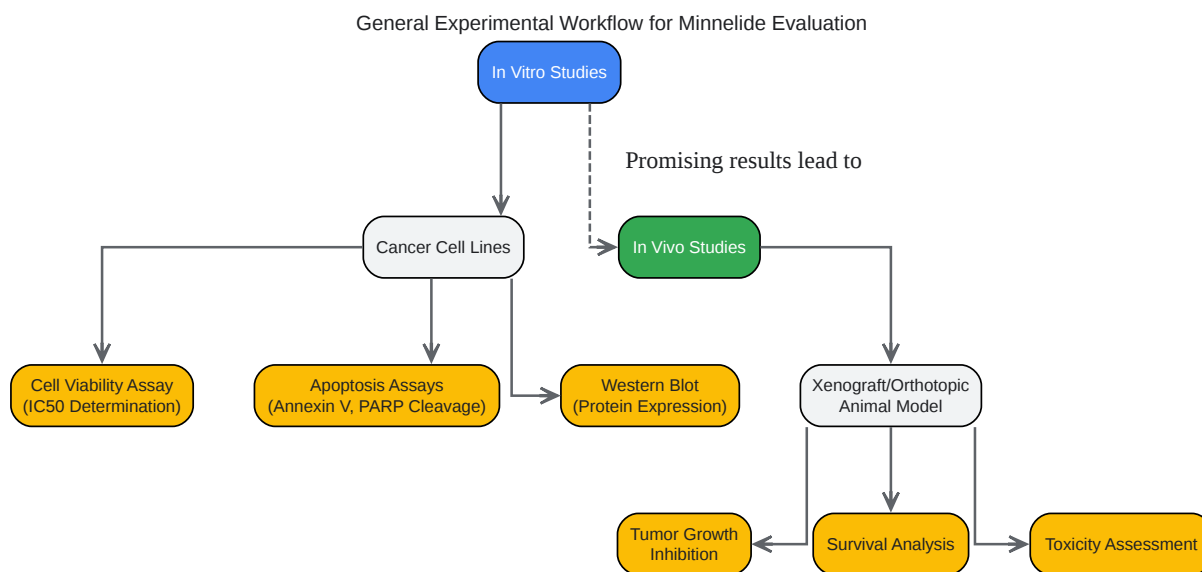 General Experimental Workflow for Minnelide Evaluation
In Vitro Studies
Promising results lead to
Cancer Cell Lines
In Vivo Studies
Cell Viability Assay
(IC50 Determination)
Apoptosis Assays
(Annexin V, PARP Cleavage)
Western Blot
(Protein Expression)
Xenograft/Orthotopic
Animal Model
Tumor Growth
Inhibition
Survival Analysis
Toxicity Assessment